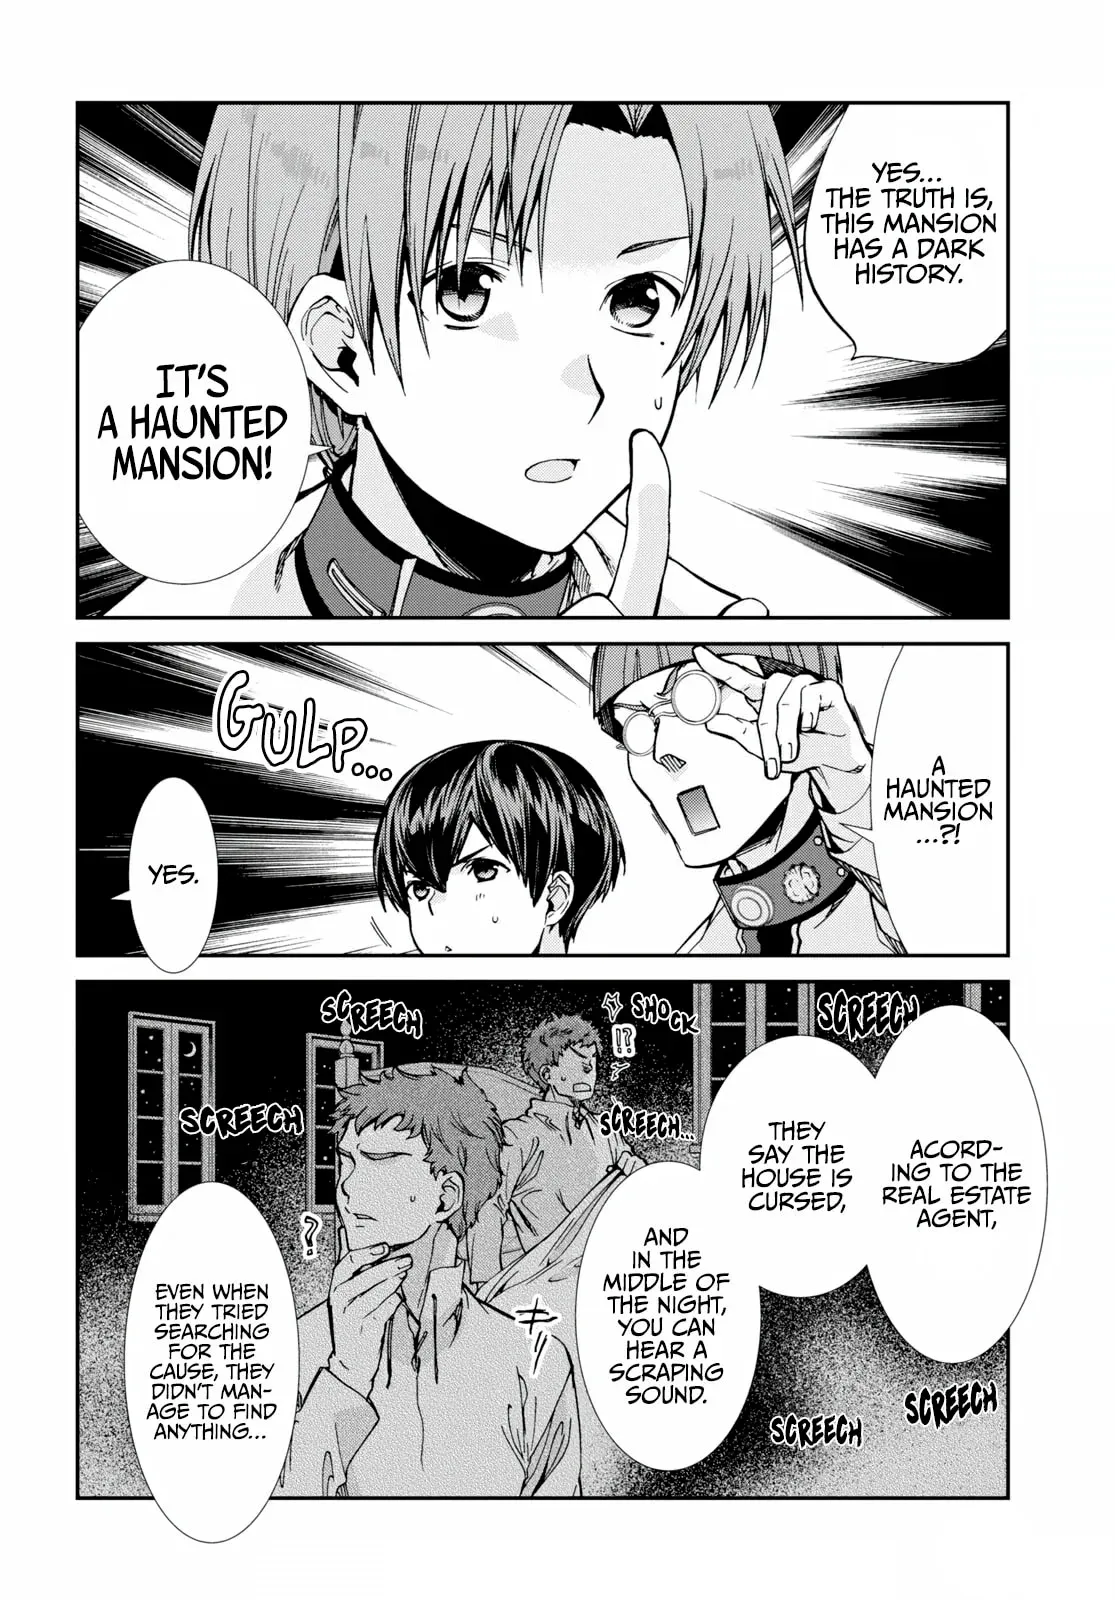 YES...
THE TRUTH IS,
THIS MANSION
HAS A DARK
HISTORY.
IT'S
A HAUNTED
MANSION!
A
HAUNTED
MANSION
...?!
GULP...
YES.
ACORD-
ING TO THE
REAL ESTATE
AGENT,
THEY
SAY THE
HOUSE IS
CURSED,
AND
IN THE
MIDDLE OF
THE NIGHT,
YOU CAN
HEAR A
SCRAPING
SOUND.
SCREECH
SHOCK
!?
SCREECH
SCREECH...
SCREECH
?
ギッ
SCREECH
SCREECH
EVEN WHEN
THEY TRIED
SEARCHING
FOR THE
CAUSE, THEY
DIDN'T MAN-
AGE TO FIND
ANYTHING...